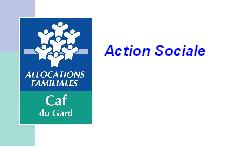 Action Sociale
ALLOCATIONS
FAMILIALES
Caf
du Gard